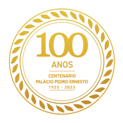 100
ANOS
CENTENÁRIO
PALÁCIO PEDRO ERNESTO
1923 - 2023